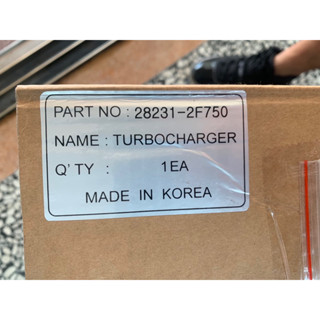 PART NO : 28231-2F750
NAME : TURBOCHARGER
Q'TY : 1EA
MADE IN KOREA